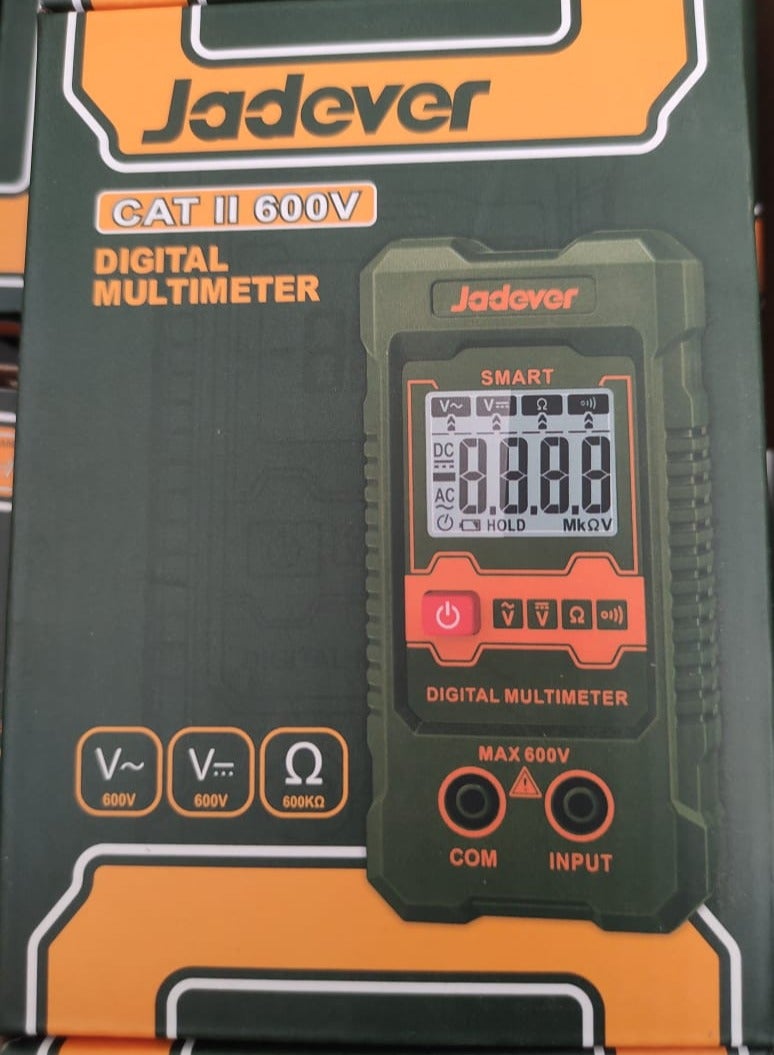 Jadever
CAT II 600V
DIGITAL
MULTIMETER
Jadever
SMART
V~ V⎓ Ω
DC
8.8.8.8
AC
HOLD MkΩV
Ṽ V⎓ Ω
DIGITAL MULTIMETER
MAX 600V
COM INPUT
V~ V⎓ Ω
600V 600V 600KΩ